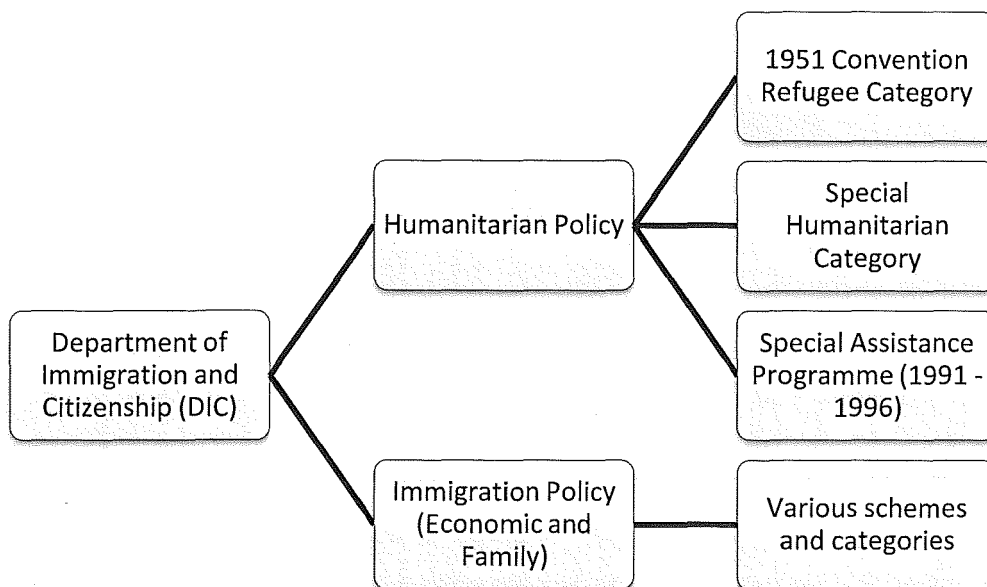 Department of
Immigration and
Citizenship (DIC)
Humanitarian Policy
1951 Convention
Refugee Category
Special
Humanitarian
Category
Special Assistance
Programme (1991 -
1996)
Immigration Policy
(Economic and
Family)
Various schemes
and categories